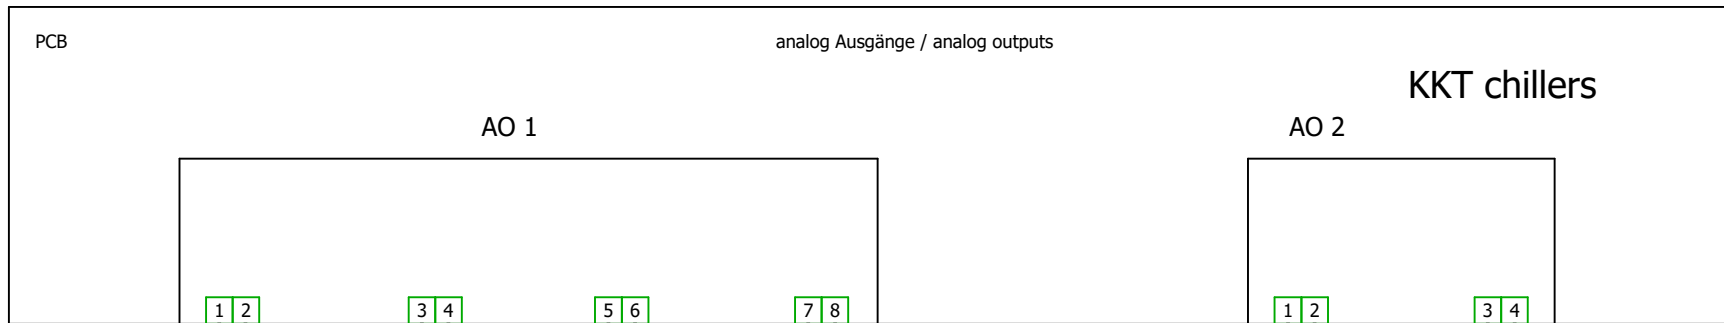 PCB analog Ausgänge / analog outputs
KKT chillers
AO 1 AO 2
1 2 3 4 5 6 7 8 1 2 3 4